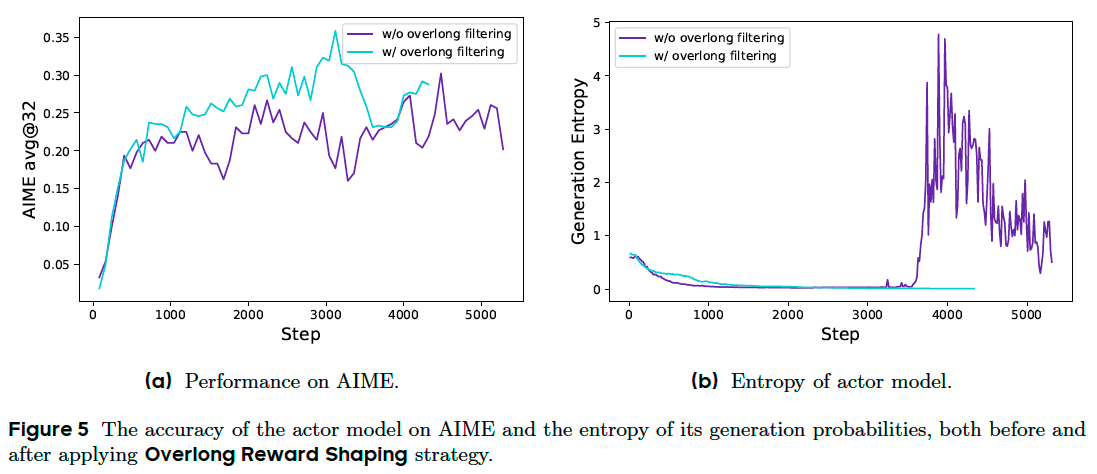 w/o overlong filtering
w/ overlong filtering
0.35
0.30
0.25
0.20
0.15
0.10
0.05
AIME avg@32
0 1000 2000 3000 4000 5000
Step
w/o overlong filtering
w/ overlong filtering
5
4
3
2
1
0
Generation Entropy
0 1000 2000 3000 4000 5000
Step
(a) Performance on AIME.
(b) Entropy of actor model.
Figure 5 The accuracy of the actor model on AIME and the entropy of its generation probabilities, both before and
after applying Overlong Reward Shaping strategy.